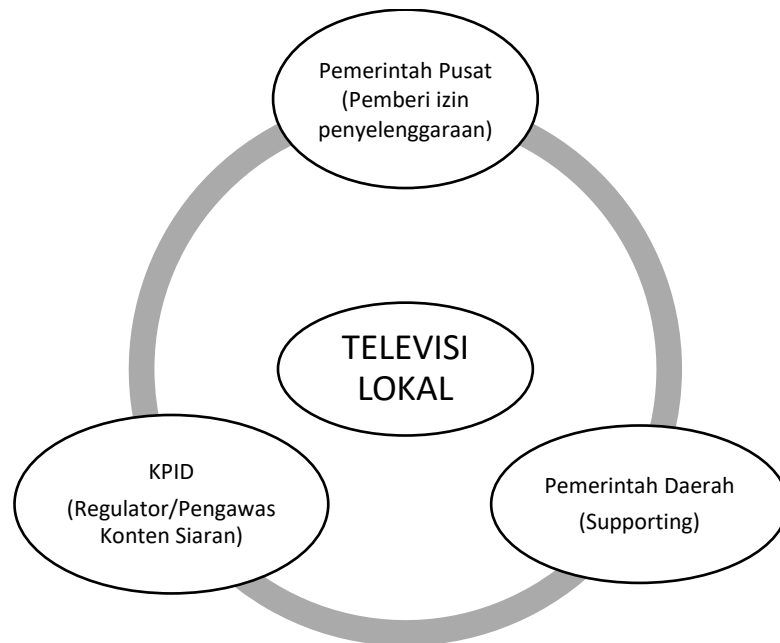 Pemerintah Pusat
(Pemberi izin
penyelenggaraan)
TELEVISI
LOKAL
KPID
(Regulator/Pengawas
Konten Siaran)
Pemerintah Daerah
(Supporting)